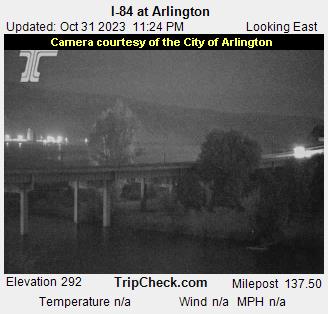 I-84 at Arlington
Updated: Oct 31 2023 11:24 PM Looking East
Camera courtesy of the City of Arlington
Elevation 292 TripCheck.com Milepost 137.50
Temperature n/a Wind n/a MPH n/a